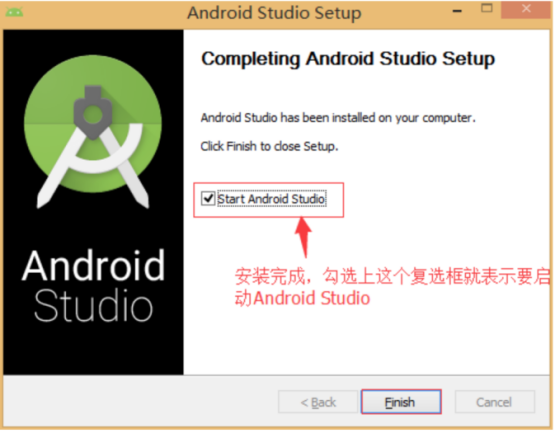 Android Studio Setup
Completing Android Studio Setup
Android Studio has been installed on your computer.
Click Finish to close Setup.
Start Android Studio
安装完成，勾选上这个复选框就表示要启
动Android Studio
Android
Studio
< Back
Finish
Cancel